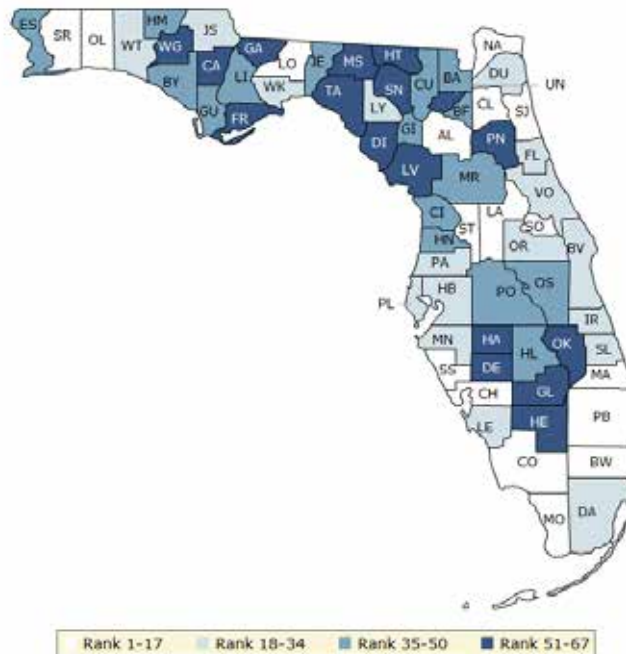 ES
SR
OL
WT
HM
JS
WG
BY
CA
GU
GA
LI
FR
LO
WK
JE
MS
TA
HT
SN
LY
DI
LV
CU
GI
BA
BF
AL
NA
DU
UN
CL
SJ
PN
FL
MR
VO
CI
LA
ST
SO
HN
OR
BV
PA
HB
PL
PO
OS
IR
MN
HA
HL
OK
SL
SS
DE
MA
CH
GL
LE
HE
PB
CO
BW
MO
DA
Rank 1-17 Rank 18-34 Rank 35-50 Rank 51-67